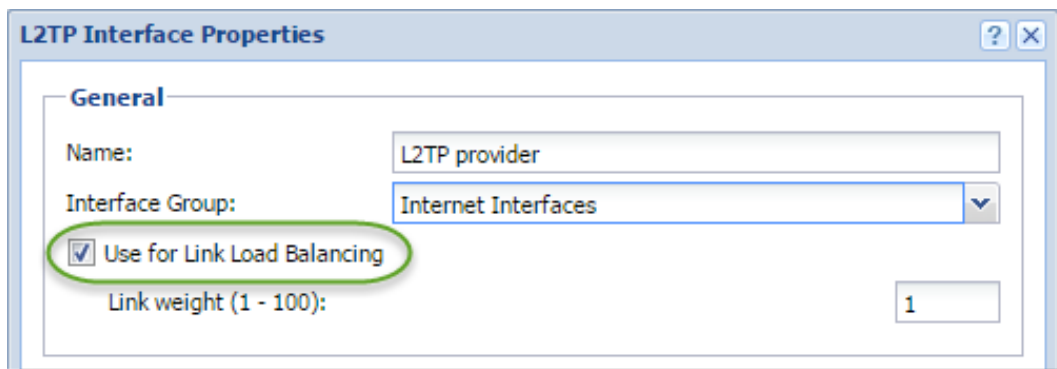 L2TP Interface Properties ?
General
Name: L2TP provider
Interface Group: Internet Interfaces
Use for Link Load Balancing
Link weight (1 - 100): 1